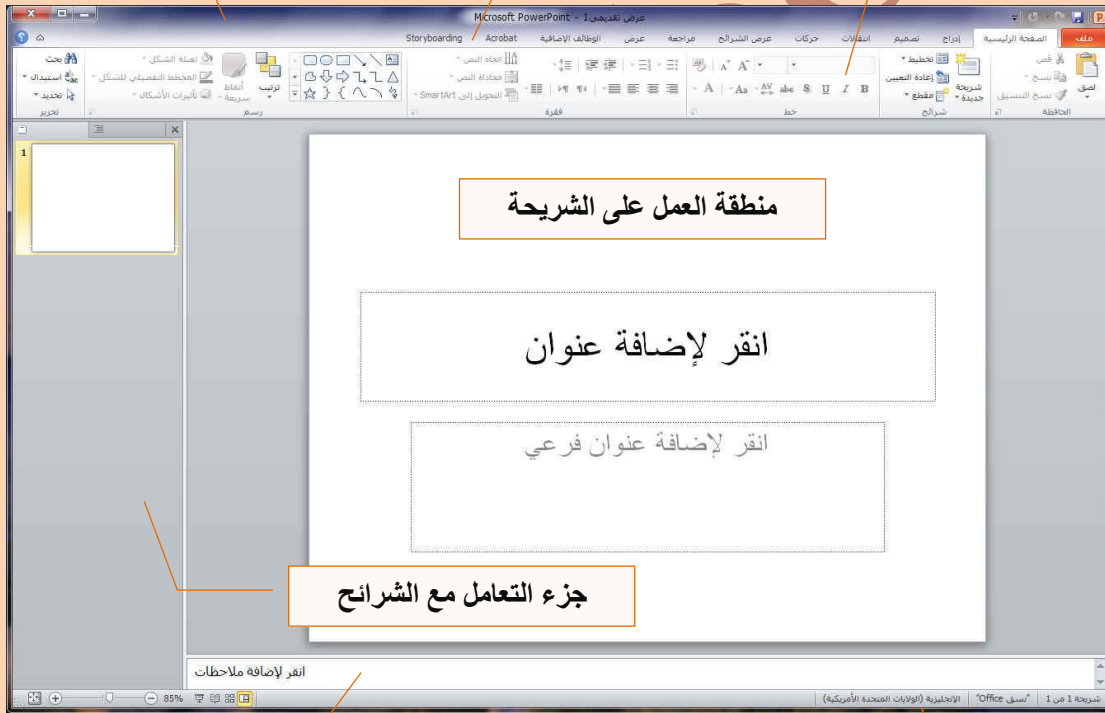 عرض تقديمي1 - Microsoft PowerPoint
ملف الصفحة الرئيسية إدراج تصميم انتقالات حركات عرض الشرائح مراجعة عرض الوظائف الإضافية Acrobat Storyboarding
لصق
قص
نسخ
نسخ التنسيق
الحافظة
شريحة جديدة
تخطيط
إعادة التعيين
مقطع
شرائح
B I U S abc AV Aa A
A A
خط
فقرة
اتجاه النص
محاذاة النص
التحويل إلى SmartArt
ترتيب
أنماط سريعة
تعبئة الشكل
المخطط التفصيلي للشكل
تأثيرات الأشكال
رسم
بحث
استبدال
تحديد
تحرير
1
منطقة العمل على الشريحة
انقر لإضافة عنوان
انقر لإضافة عنوان فرعي
جزء التعامل مع الشرائح
انقر لإضافة ملاحظات
شريحة 1 من 1 "نسق Office" الإنجليزية (الولايات المتحدة الأمريكية) 85%